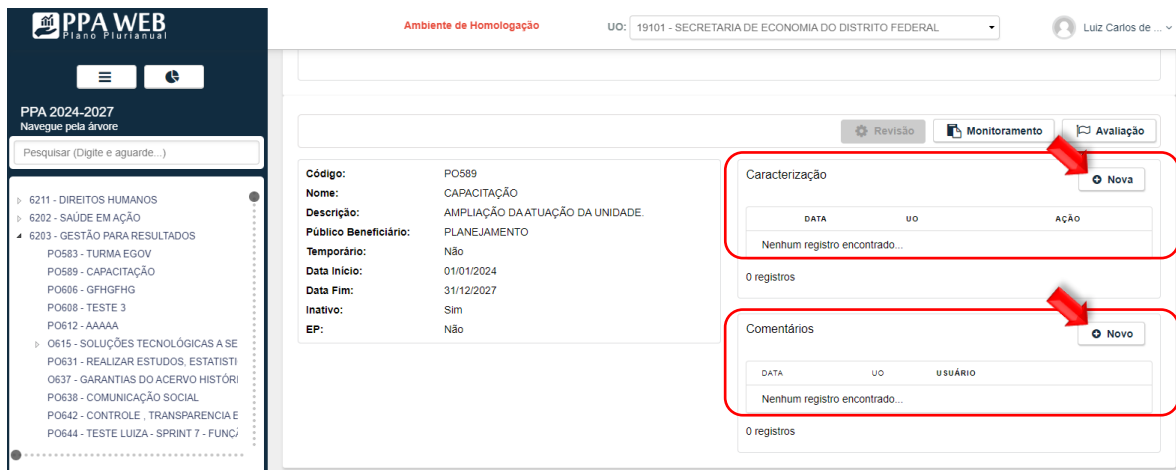 PPA WEB
Plano Plurianual
Ambiente de Homologação
UO: 19101 - SECRETARIA DE ECONOMIA DO DISTRITO FEDERAL
Luiz Carlos de ...
PPA 2024-2027
Navegue pela árvore
Pesquisar (Digite e aguarde...)
6211 - DIREITOS HUMANOS
6202 - SAÚDE EM AÇÃO
6203 - GESTÃO PARA RESULTADOS
PO583 - TURMA EGOV
PO589 - CAPACITAÇÃO
PO606 - GFHGFHG
PO608 - TESTE 3
PO612 - AAAAA
O615 - SOLUÇÕES TECNOLÓGICAS A SE
PO631 - REALIZAR ESTUDOS, ESTATISTI
O637 - GARANTIAS DO ACERVO HISTÓRI
PO638 - COMUNICAÇÃO SOCIAL
PO642 - CONTROLE , TRANSPARENCIA E
PO644 - TESTE LUIZA - SPRINT 7 - FUNÇ
Revisão Monitoramento Avaliação
Código: PO589
Nome: CAPACITAÇÃO
Descrição: AMPLIAÇÃO DA ATUAÇÃO DA UNIDADE.
Público Beneficiário: PLANEJAMENTO
Temporário: Não
Data Início: 01/01/2024
Data Fim: 31/12/2027
Inativo: Sim
EP: Não
Caracterização
Nova
DATA UO AÇÃO
Nenhum registro encontrado...
0 registros
Comentários
Novo
DATA UO USUÁRIO
Nenhum registro encontrado...
0 registros